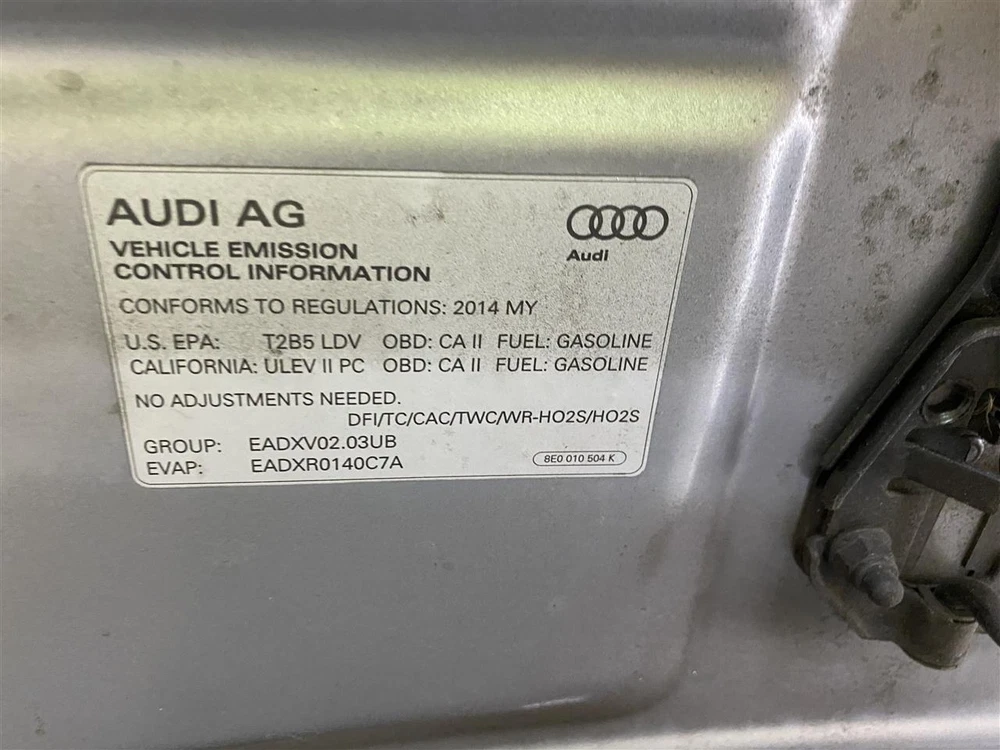 AUDI AG
Audi
VEHICLE EMISSION
CONTROL INFORMATION
CONFORMS TO REGULATIONS: 2014 MY
U.S. EPA: T2B5 LDV OBD: CA II FUEL: GASOLINE
CALIFORNIA: ULEV II PC OBD: CA II FUEL: GASOLINE
NO ADJUSTMENTS NEEDED.
DFI/TC/CAC/TWC/WR-HO2S/HO2S
GROUP: EADXV02.03UB
EVAP: EADXR0140C7A
8E0 010 504 K